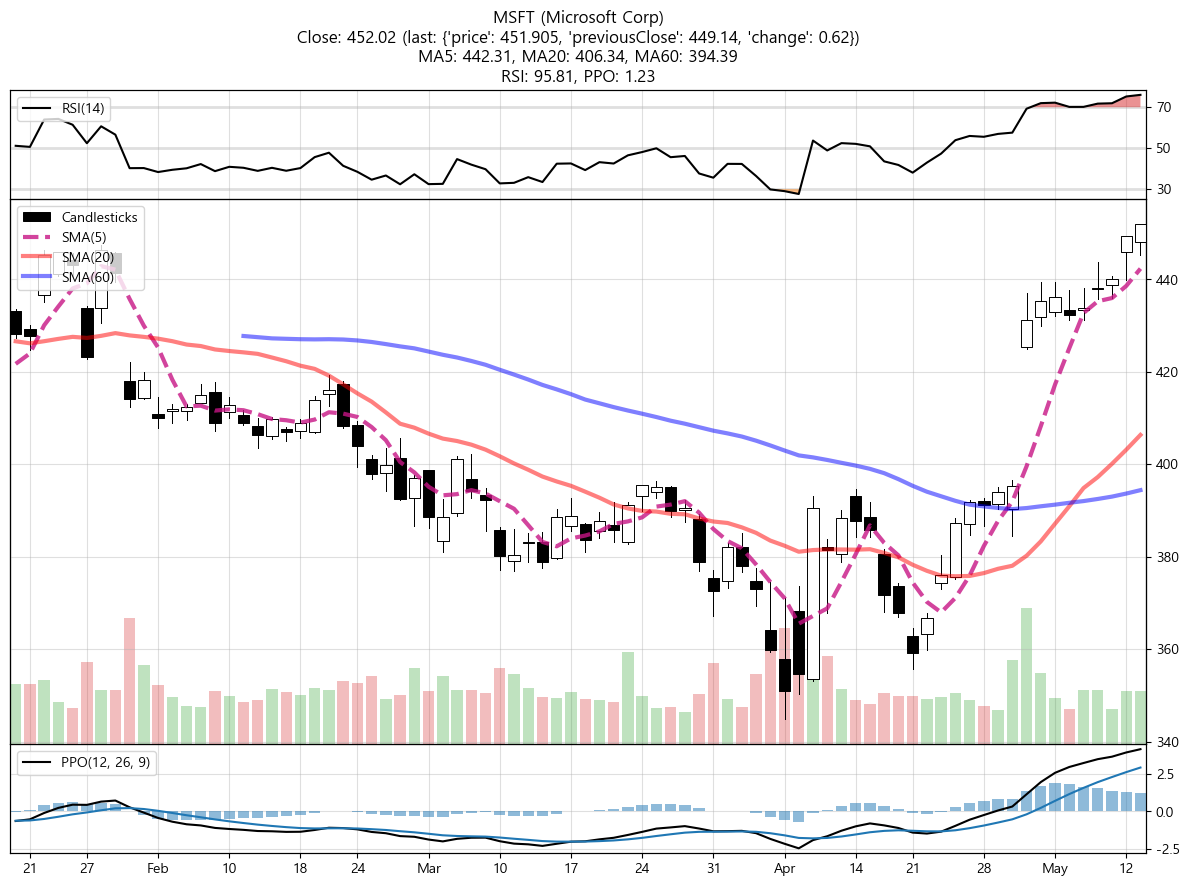 MSFT (Microsoft Corp)
Close: 452.02 (last: {'price': 451.905, 'previousClose': 449.14, 'change': 0.62})
MA5: 442.31, MA20: 406.34, MA60: 394.39
RSI: 95.81, PPO: 1.23
RSI(14)
70
50
30
Candlesticks
SMA(5)
SMA(20)
SMA(60)
440
420
400
380
360
340
PPO(12, 26, 9)
2.5
0.0
−2.5
21 27 Feb 10 18 24 Mar 10 17 24 31 Apr 14 21 28 May 12